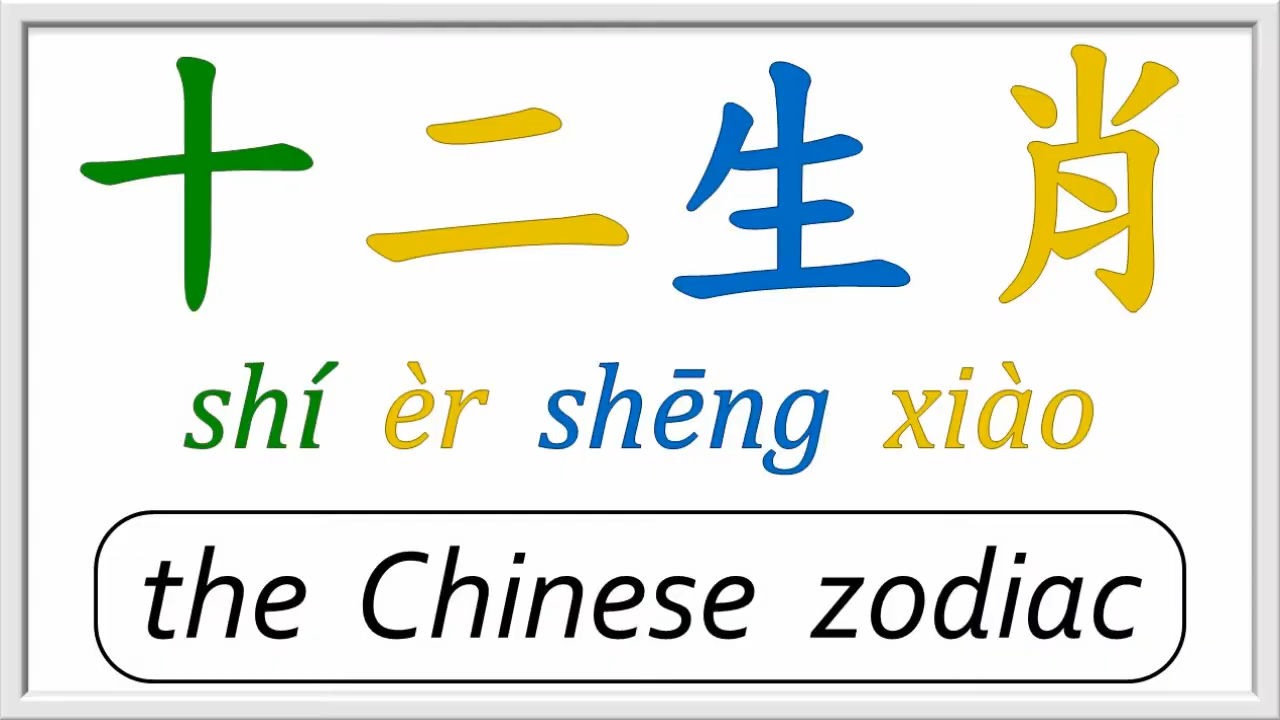 十二生肖
shí èr shēng xiào
the Chinese zodiac